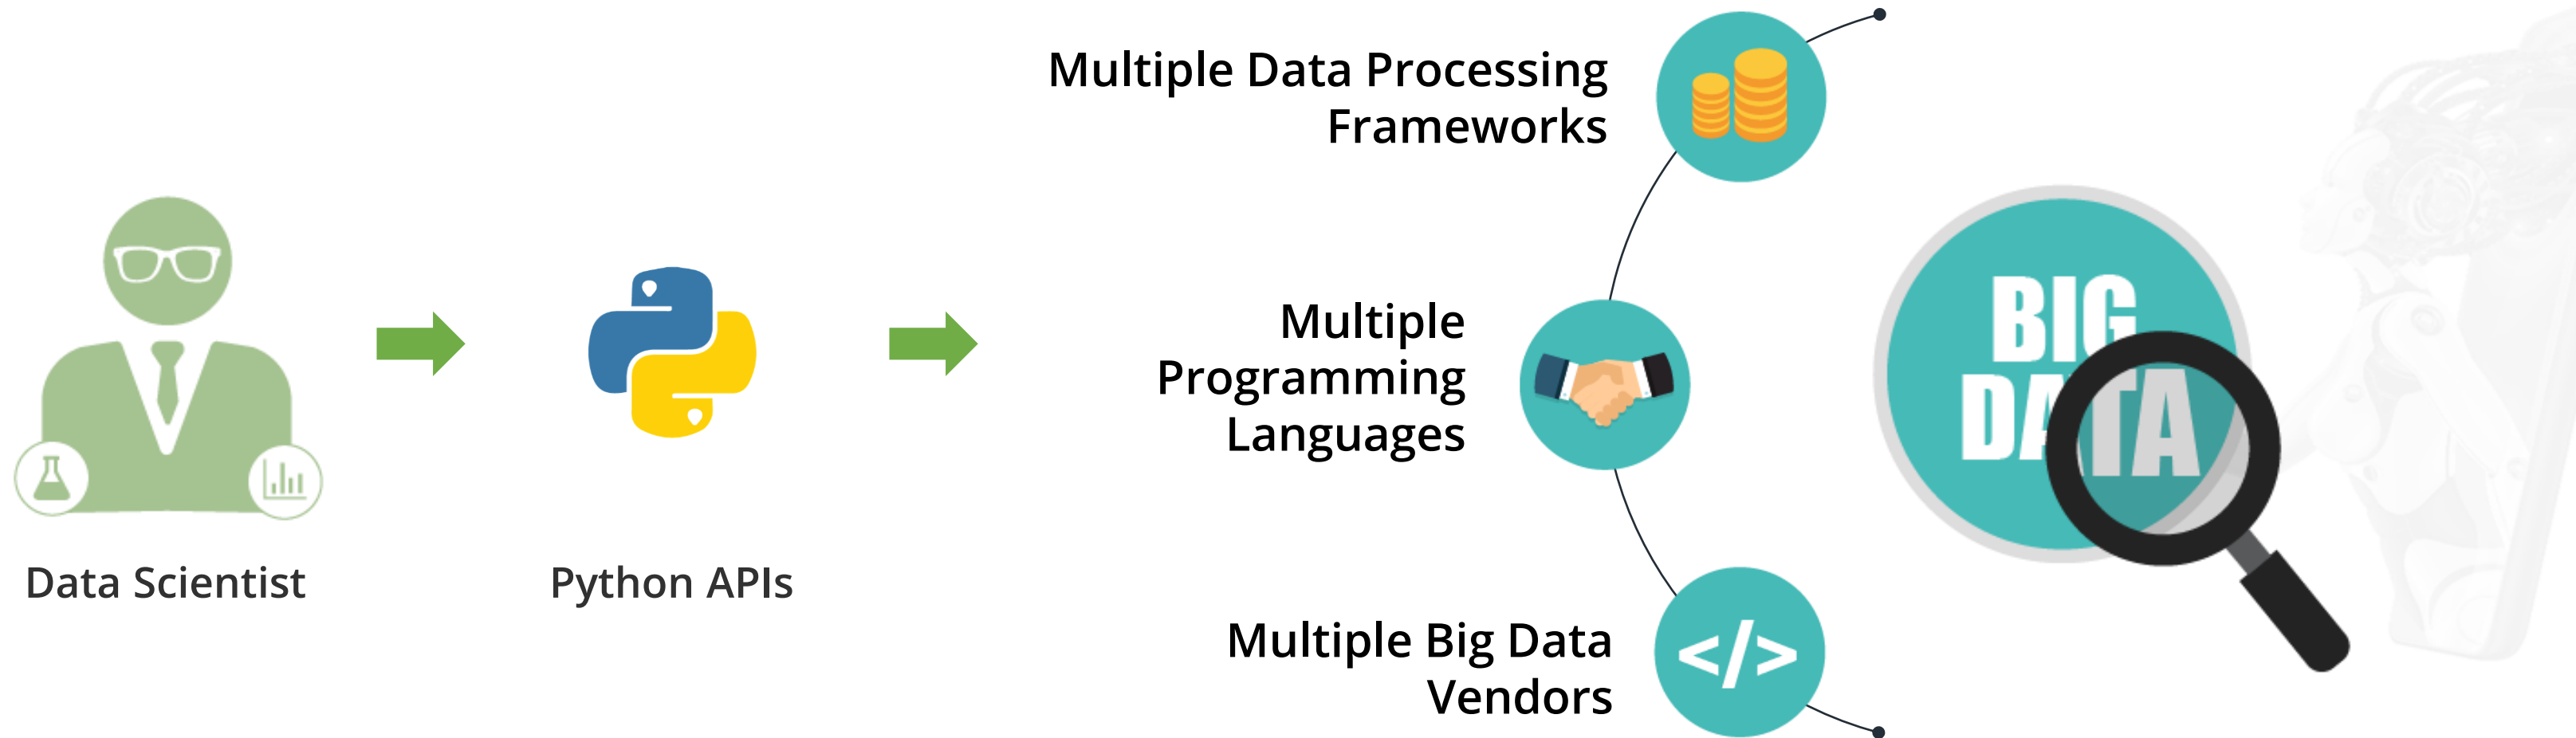 Data Scientist
Python APIs
Multiple Data Processing
Frameworks
Multiple
Programming
Languages
Multiple Big Data
Vendors
</>
BIG
DATA